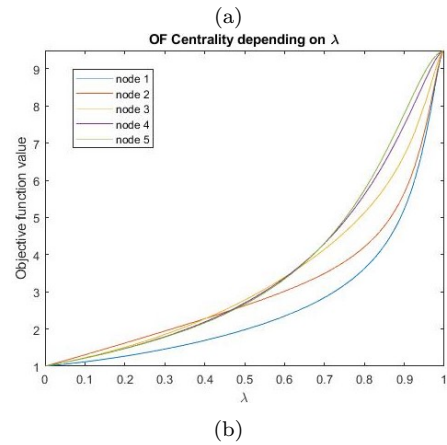 (a)
OF Centrality depending on λ
9
8
7
6
5
4
3
2
1
Objective function value
node 1
node 2
node 3
node 4
node 5
0 0.1 0.2 0.3 0.4 0.5 0.6 0.7 0.8 0.9 1
λ
(b)